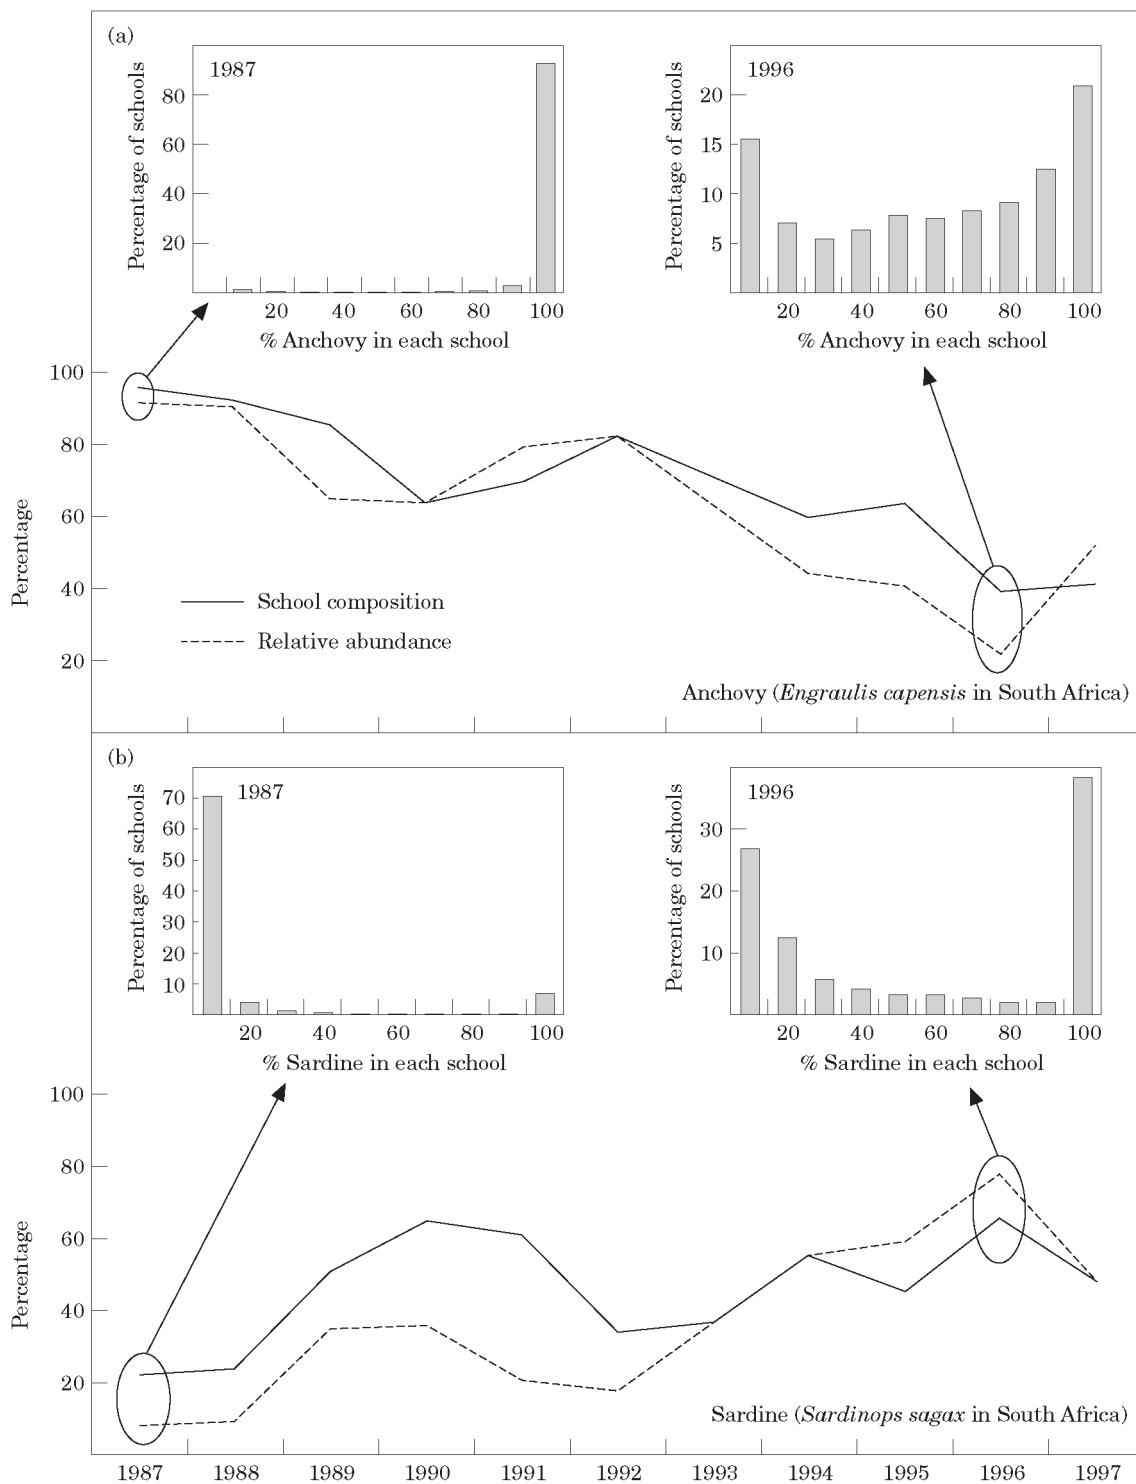 (a)
1987
Percentage of schools
80
60
40
20
20 40 60 80 100
% Anchovy in each school
1996
Percentage of schools
20
15
10
5
20 40 60 80 100
% Anchovy in each school
Percentage
100
80
60
40
20
School composition
Relative abundance
Anchovy (Engraulis capensis in South Africa)
(b)
1987
Percentage of schools
70
60
50
40
30
20
10
20 40 60 80 100
% Sardine in each school
1996
Percentage of schools
30
20
10
20 40 60 80 100
% Sardine in each school
Percentage
100
80
60
40
20
Sardine (Sardinops sagax in South Africa)
1987 1988 1989 1990 1991 1992 1993 1994 1995 1996 1997